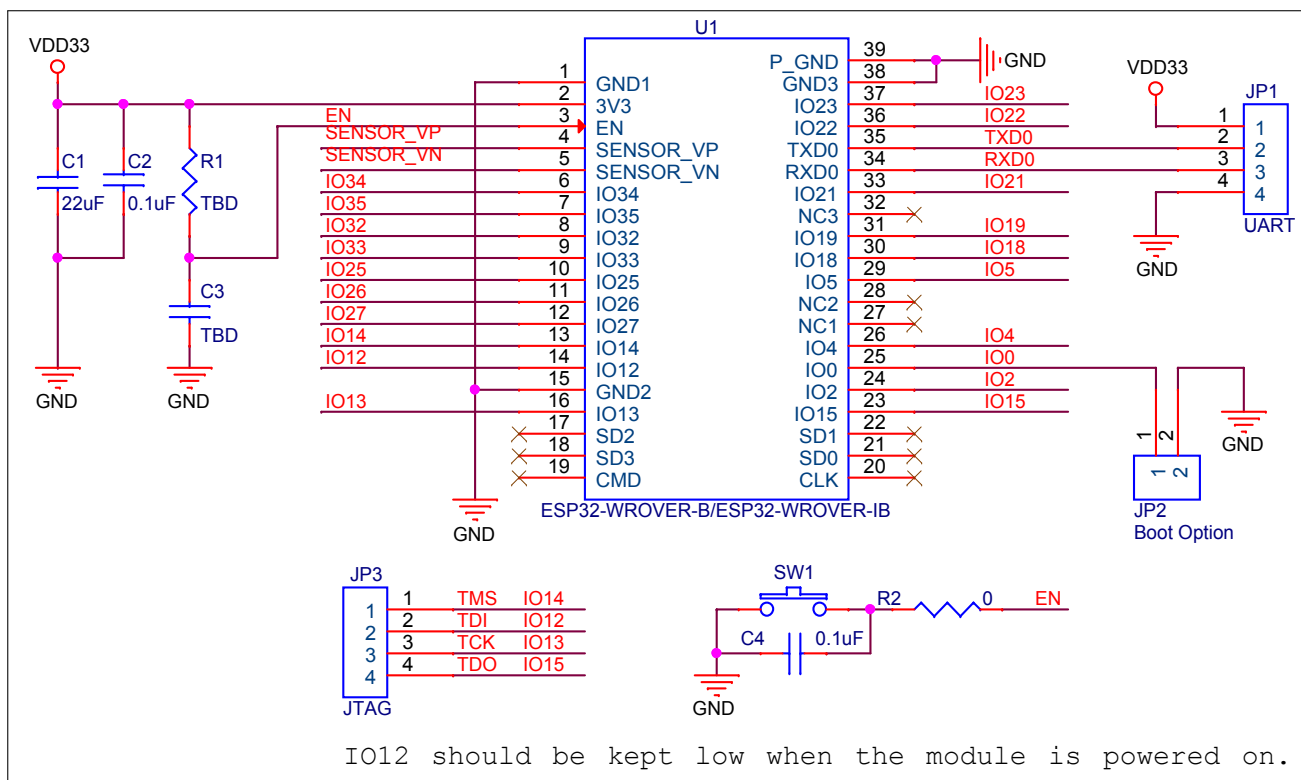 U1
VDD33
C1
22uF
C2
0.1uF
R1
TBD
C3
TBD
GND
GND
EN
SENSOR_VP
SENSOR_VN
IO34
IO35
IO32
IO33
IO25
IO26
IO27
IO14
IO12
IO13
1 GND1
2 3V3
3 EN
4 SENSOR_VP
5 SENSOR_VN
6 IO34
7 IO35
8 IO32
9 IO33
10 IO25
11 IO26
12 IO27
13 IO14
14 IO12
15 GND2
16 IO13
17 SD2
18 SD3
19 CMD
GND
P_GND 39
GND3 38
IO23 37 IO23
IO22 36 IO22
TXD0 35 TXD0
RXD0 34 RXD0
IO21 33 IO21
NC3 32
IO19 31 IO19
IO18 30 IO18
IO5 29 IO5
NC2 28
NC1 27
IO4 26 IO4
IO0 25 IO0
IO2 24 IO2
IO15 23 IO15
SD1 22
SD0 21
CLK 20
GND
ESP32-WROVER-B/ESP32-WROVER-IB
VDD33
JP1
1 1
2 2
3 3
4 4
UART
GND
GND
1 2
1 2
JP2
Boot Option
JP3
1 1 TMS IO14
2 2 TDI IO12
3 3 TCK IO13
4 4 TDO IO15
JTAG
SW1
R2 0 EN
C4 0.1uF
GND
IO12 should be kept low when the module is powered on.